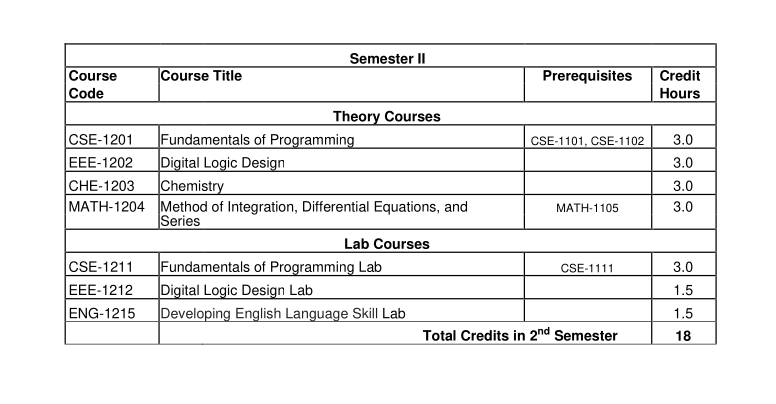 Semester II
Course Code Course Title Prerequisites Credit Hours
Theory Courses
CSE-1201 Fundamentals of Programming CSE-1101, CSE-1102 3.0
EEE-1202 Digital Logic Design 3.0
CHE-1203 Chemistry 3.0
MATH-1204 Method of Integration, Differential Equations, and Series MATH-1105 3.0
Lab Courses
CSE-1211 Fundamentals of Programming Lab CSE-1111 3.0
EEE-1212 Digital Logic Design Lab 1.5
ENG-1215 Developing English Language Skill Lab 1.5
Total Credits in 2nd Semester 18